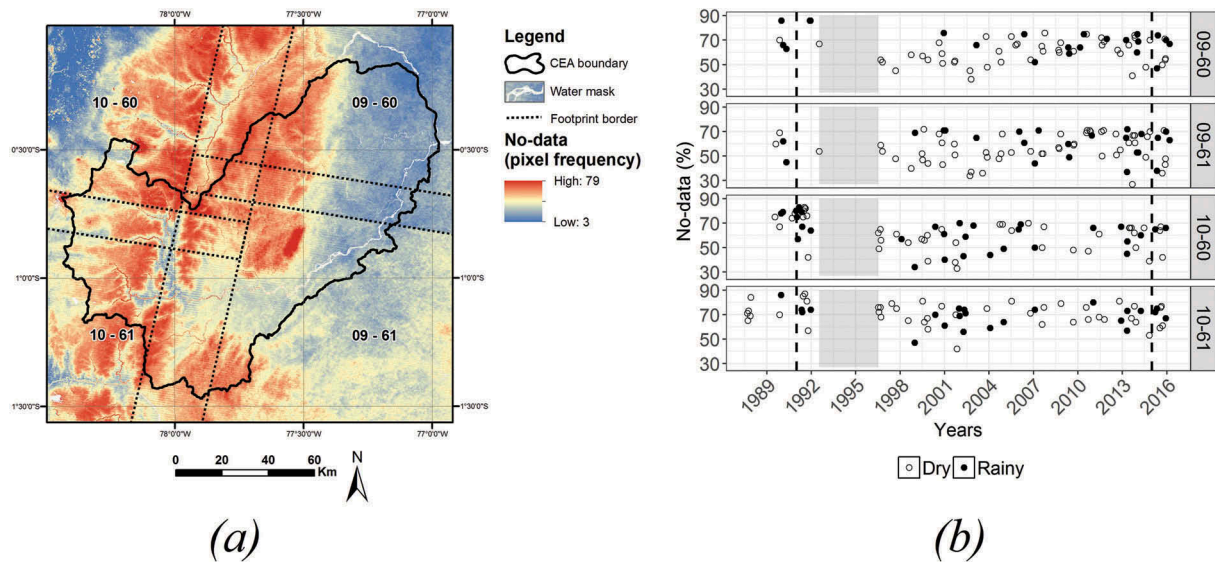 78°0'0"W
77°30'0"W
77°0'0"W
10 - 60
09 - 60
10 - 61
09 - 61
0°30'0"S
1°0'0"S
1°30'0"S
0°30'0"S
1°0'0"S
1°30'0"S
78°0'0"W
77°30'0"W
77°0'0"W
0 20 40 60
Km
N
Legend
CEA boundary
Water mask
Footprint border
No-data
(pixel frequency)
High: 79
Low: 3
(a)
No-data (%)
90
70
50
30
09-60
90
70
50
30
09-61
90
70
50
30
10-60
90
70
50
30
10-61
1989 1992 1995 1998 2001 2004 2007 2010 2013 2016
Years
Dry Rainy
(b)